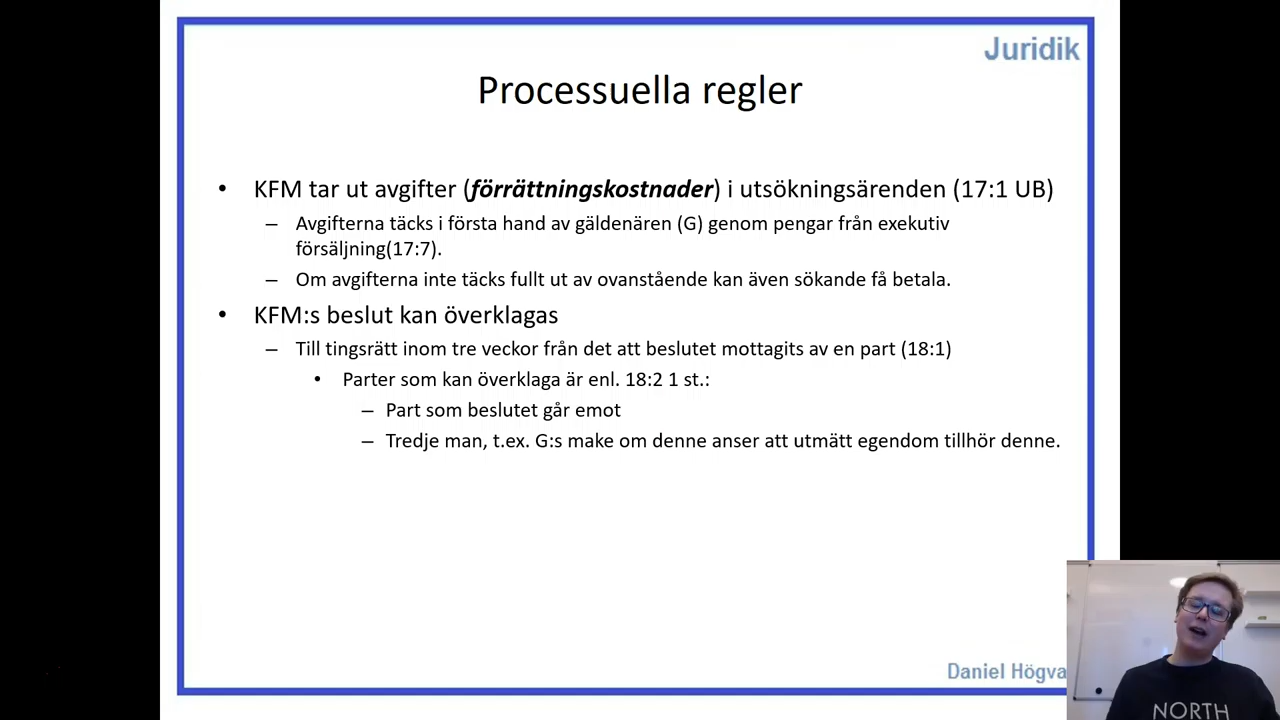 Juridik
Processuella regler
• KFM tar ut avgifter (förrättningskostnader) i utsökningsärenden (17:1 UB)
– Avgifterna täcks i första hand av gäldenären (G) genom pengar från exekutiv
försäljning(17:7).
– Om avgifterna inte täcks fullt ut av ovanstående kan även sökande få betala.
• KFM:s beslut kan överklagas
– Till tingsrätt inom tre veckor från det att beslutet mottagits av en part (18:1)
• Parter som kan överklaga är enl. 18:2 1 st.:
– Part som beslutet går emot
– Tredje man, t.ex. G:s make om denne anser att utmätt egendom tillhör denne.
Daniel Högva
NORTH